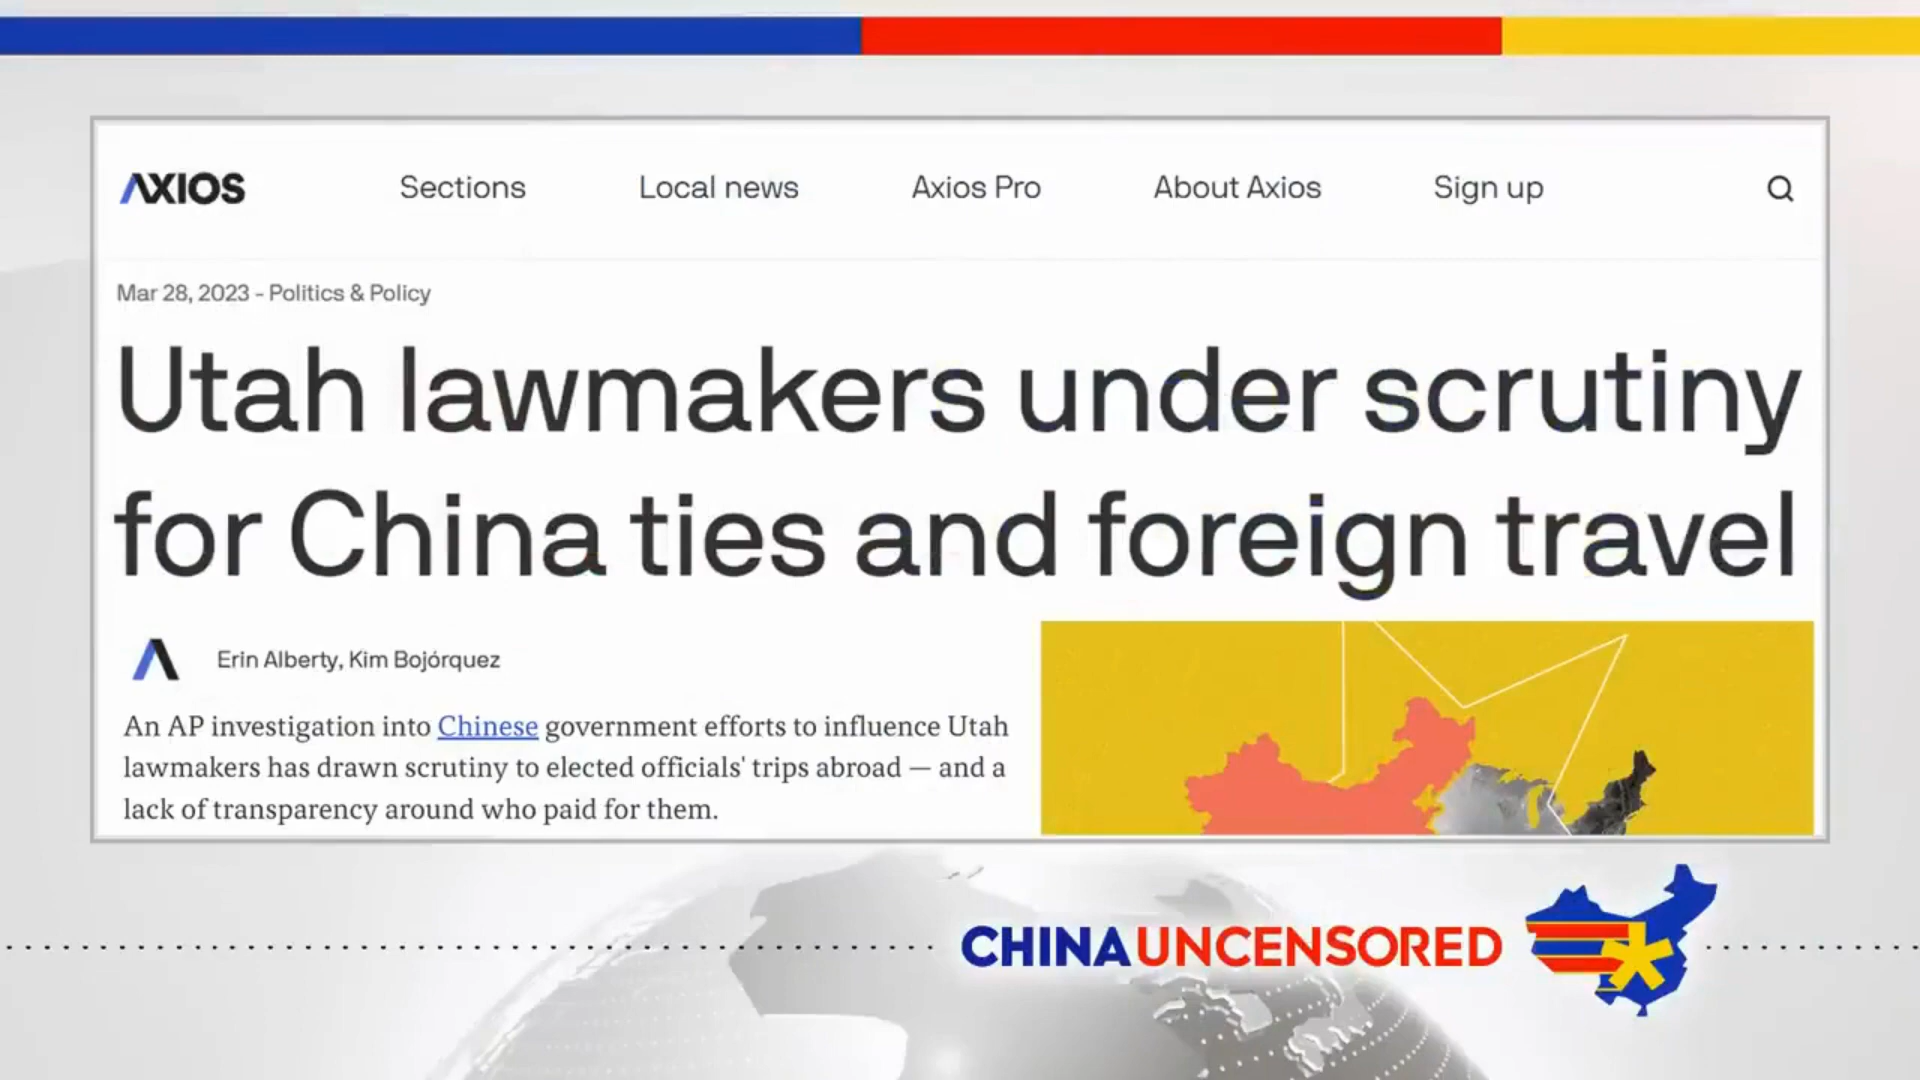 AXIOS Sections Local news Axios Pro About Axios Sign up
Mar 28, 2023 - Politics & Policy
Utah lawmakers under scrutiny
for China ties and foreign travel
Erin Alberty, Kim Bojórquez
An AP investigation into Chinese government efforts to influence Utah
lawmakers has drawn scrutiny to elected officials' trips abroad — and a
lack of transparency around who paid for them.
CHINA UNCENSORED